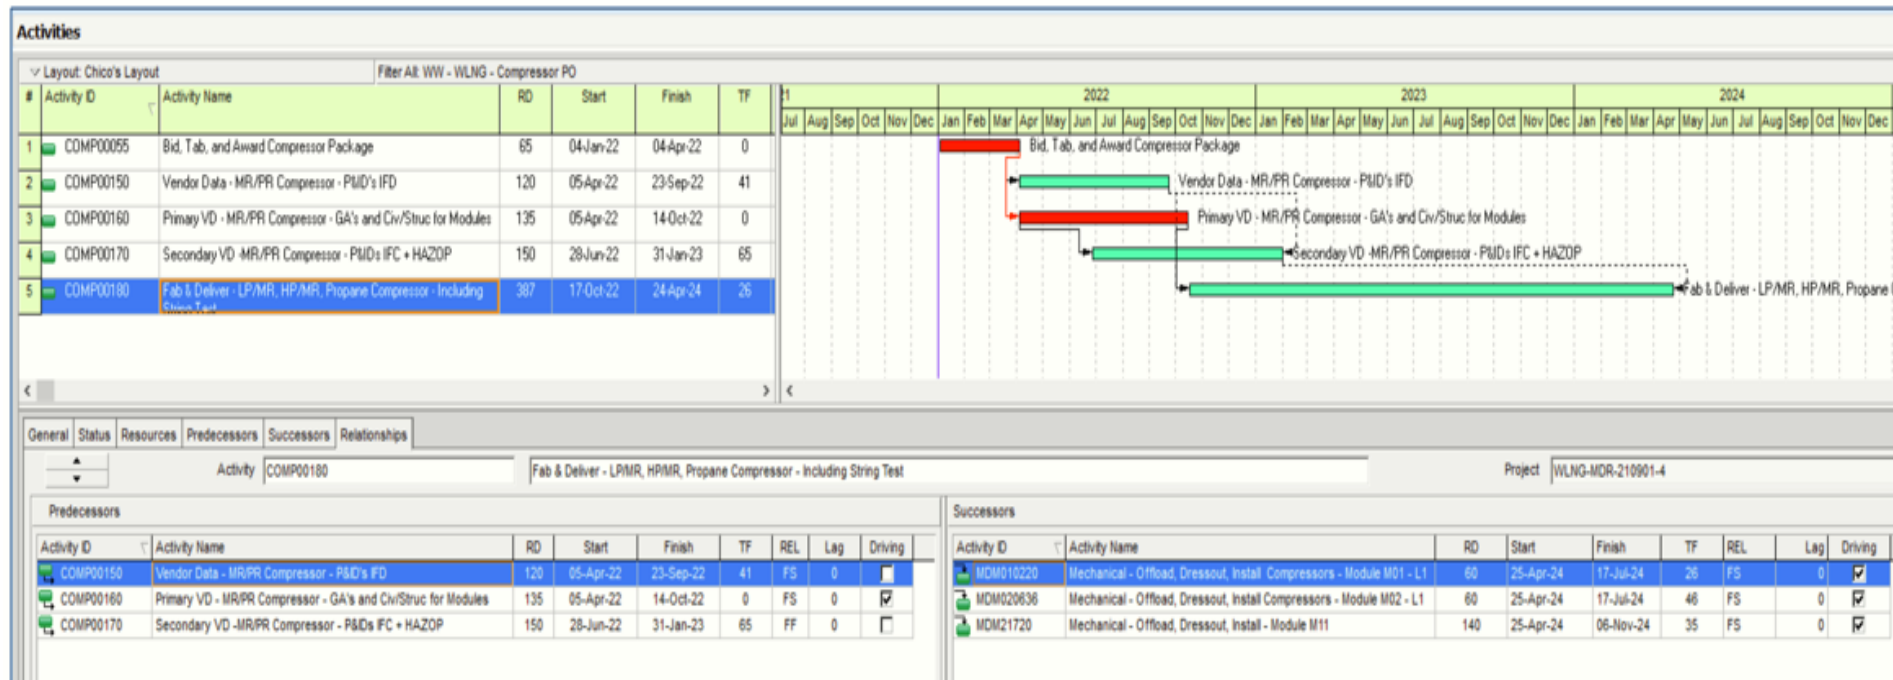 Activities
Layout: Chico's Layout Filter All: WW - WLNG - Compressor PO
# Activity ID Activity Name RD Start Finish TF
1 2022 2023 2024
Jul Aug Sep Oct Nov Dec Jan Feb Mar Apr May Jun Jul Aug Sep Oct Nov Dec Jan Feb Mar Apr May Jun Jul Aug Sep Oct Nov Dec Jan Feb Mar Apr May Jun Jul Aug Sep Oct Nov Dec
1 COMP00055 Bid, Tab, and Award Compressor Package 65 04-Jan-22 04-Apr-22 0 Bid, Tab, and Award Compressor Package
2 COMP00150 Vendor Data - MR/PR Compressor - P&ID's IFD 120 05-Apr-22 23-Sep-22 41 Vendor Data - MR/PR Compressor - P&ID's IFD
3 COMP00160 Primary VD - MR/PR Compressor - GA's and Civ/Struc for Modules 135 05-Apr-22 14-Oct-22 0 Primary VD - MR/PR Compressor - GA's and Civ/Struc for Modules
4 COMP00170 Secondary VD -MR/PR Compressor - P&IDs IFC + HAZOP 150 28-Jun-22 31-Jan-23 65 Secondary VD -MR/PR Compressor - P&IDs IFC + HAZOP
5 COMP00180 Fab & Deliver - LP/MR, HP/MR, Propane Compressor - Including 387 17-Oct-22 24-Apr-24 26 Fab & Deliver - LP/MR, HP/MR, Propane
String Test
General Status Resources Predecessors Successors Relationships
Activity COMP00180 Fab & Deliver - LP/MR, HP/MR, Propane Compressor - Including String Test Project WLNG-MDR-210901-4
Predecessors Successors
Activity ID Activity Name RD Start Finish TF REL Lag Driving Activity ID Activity Name RD Start Finish TF REL Lag Driving
COMP00150 Vendor Data - MR/PR Compressor - P&ID's IFD 120 05-Apr-22 23-Sep-22 41 FS 0 MDM010220 Mechanical - Offload, Dressout, Install Compressors - Module M01 - L1 60 25-Apr-24 17-Jul-24 26 FS 0
COMP00160 Primary VD - MR/PR Compressor - GA's and Civ/Struc for Modules 135 05-Apr-22 14-Oct-22 0 FS 0 MDM020636 Mechanical - Offload, Dressout, Install Compressors - Module M02 - L1 60 25-Apr-24 17-Jul-24 46 FS 0
COMP00170 Secondary VD -MR/PR Compressor - P&IDs IFC + HAZOP 150 28-Jun-22 31-Jan-23 65 FF 0 MDM21720 Mechanical - Offload, Dressout, Install - Module M11 140 25-Apr-24 06-Nov-24 35 FS 0